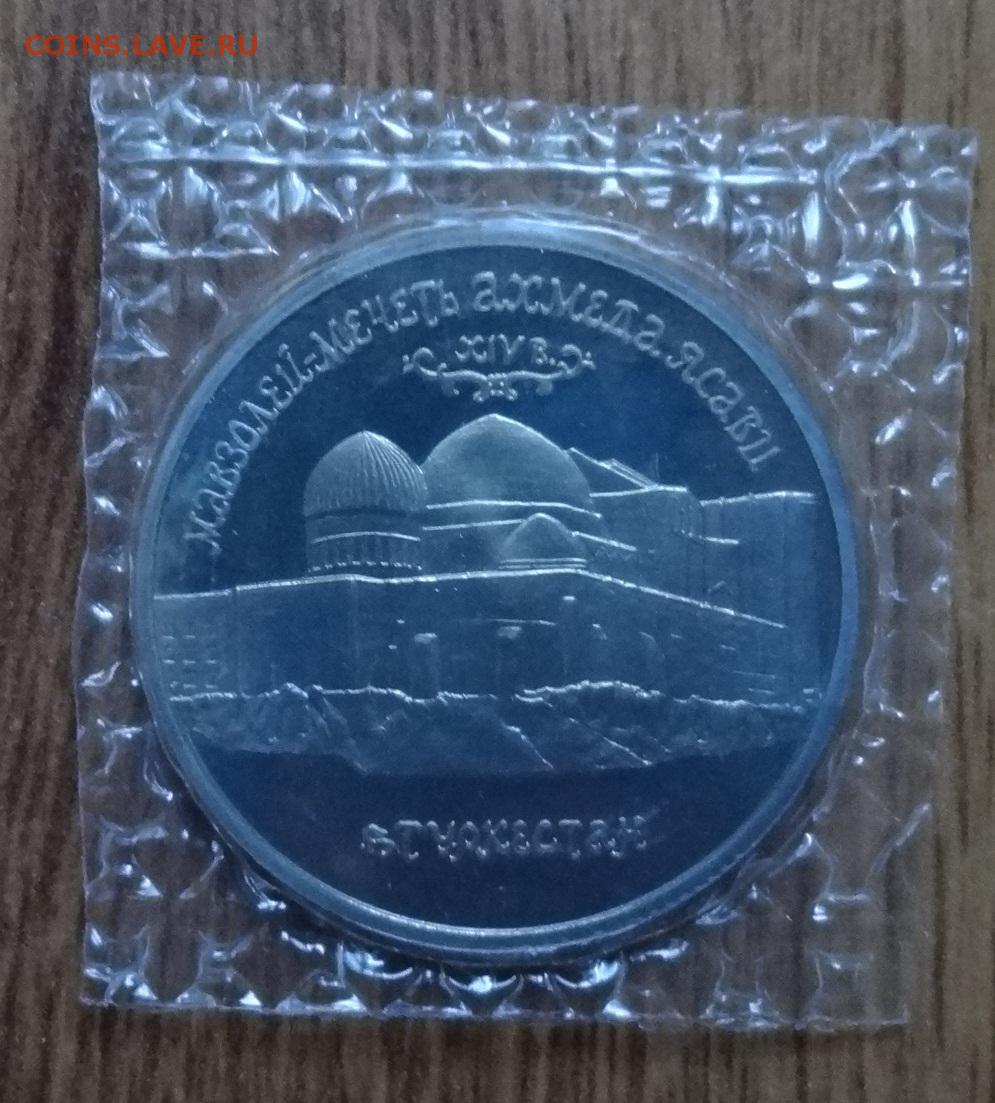 COINS.LAVE.RU
МАВЗОЛЕЙ-МЕЧЕТЬ АХМЕДА ЯСАВИ
XIV В.
Г. ТУРКЕСТАН